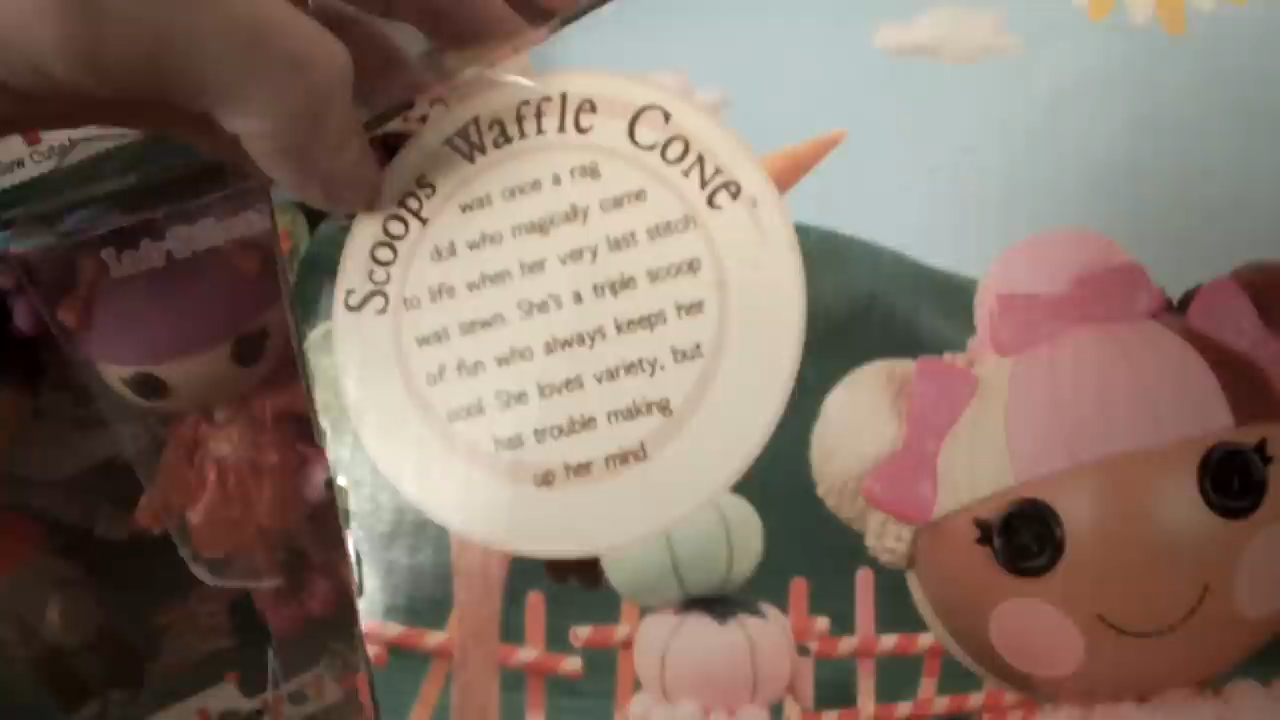 Scoops Waffle Cone
was once a rag
doll who magically came
to life when her very last stitch
was sewn. She's a triple scoop
of fun who always keeps her
cool. She loves variety, but
has trouble making
up her mind